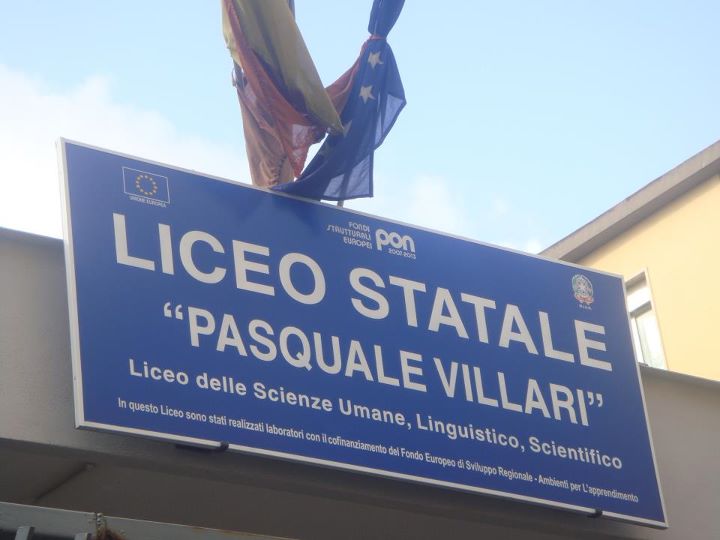 UNIONE EUROPEA
FONDI
STRUTTURALI
EUROPEI
pon
2007-2013
M.I.U.R.
LICEO STATALE
“PASQUALE VILLARI”
Liceo delle Scienze Umane, Linguistico, Scientifico
In questo Liceo sono stati realizzati laboratori con il cofinanziamento del Fondo Europeo di Sviluppo Regionale - Ambienti per L'apprendimento